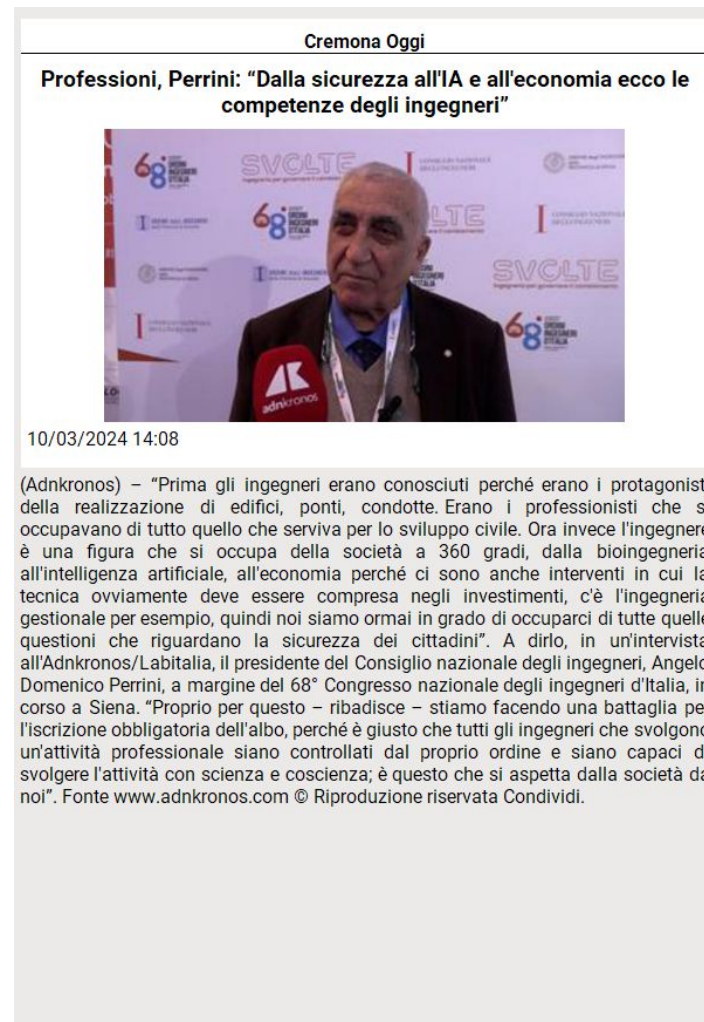 Cremona Oggi
Professioni, Perrini: “Dalla sicurezza all'IA e all'economia ecco le
competenze degli ingegneri”
68°
SVOLTE
CONSIGLIO NAZIONALE
DEGLI INGEGNERI
68°
ORDINI
INGEGNERI
D'ITALIA
SVOLTE
68°
adnkronos
10/03/2024 14:08
(Adnkronos) – “Prima gli ingegneri erano conosciuti perché erano i protagonist
della realizzazione di edifici, ponti, condotte. Erano i professionisti che s
occupavano di tutto quello che serviva per lo sviluppo civile. Ora invece l'ingegnere
è una figura che si occupa della società a 360 gradi, dalla bioingegneria
all'intelligenza artificiale, all'economia perché ci sono anche interventi in cui la
tecnica ovviamente deve essere compresa negli investimenti, c'è l'ingegneria
gestionale per esempio, quindi noi siamo ormai in grado di occuparci di tutte quelle
questioni che riguardano la sicurezza dei cittadini”. A dirlo, in un'intervista
all'Adnkronos/Labitalia, il presidente del Consiglio nazionale degli ingegneri, Angelo
Domenico Perrini, a margine del 68° Congresso nazionale degli ingegneri d'Italia, in
corso a Siena. “Proprio per questo – ribadisce – stiamo facendo una battaglia pe
l'iscrizione obbligatoria dell'albo, perché è giusto che tutti gli ingegneri che svolgono
un'attività professionale siano controllati dal proprio ordine e siano capaci d
svolgere l'attività con scienza e coscienza; è questo che si aspetta dalla società da
noi”. Fonte www.adnkronos.com © Riproduzione riservata Condividi.